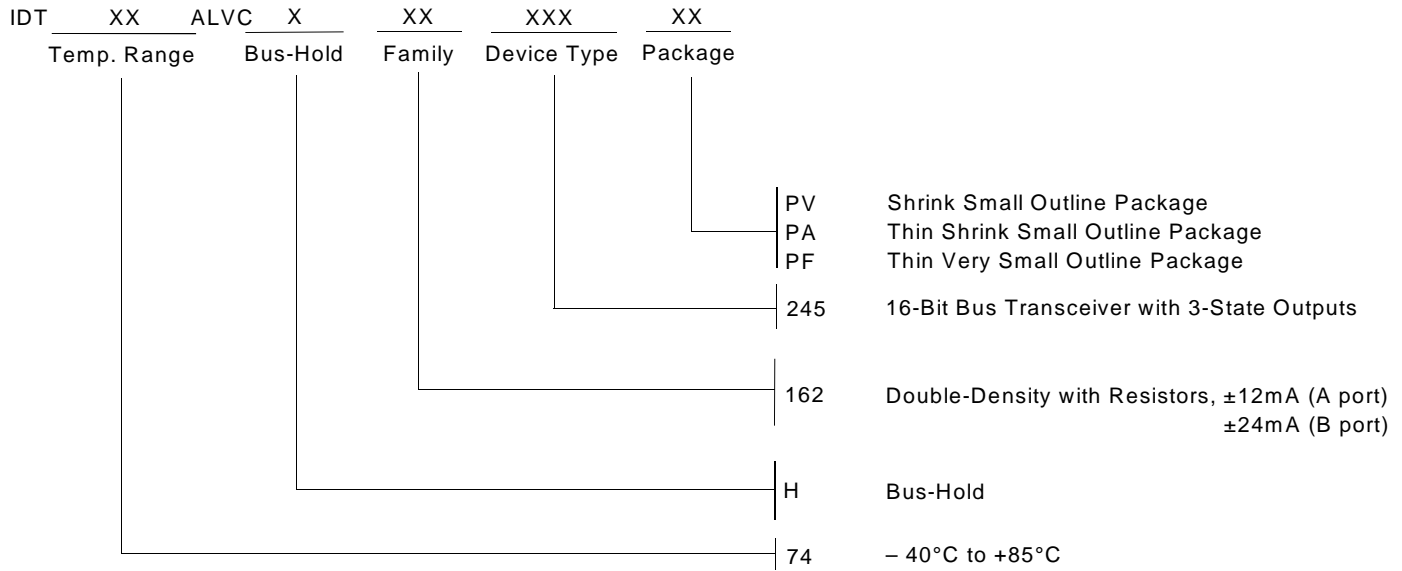 IDT XX ALVC X XX XXX XX
Temp. Range Bus-Hold Family Device Type Package
PV Shrink Small Outline Package
PA Thin Shrink Small Outline Package
PF Thin Very Small Outline Package
245 16-Bit Bus Transceiver with 3-State Outputs
162 Double-Density with Resistors, ±12mA (A port)
±24mA (B port)
H Bus-Hold
74 – 40°C to +85°C